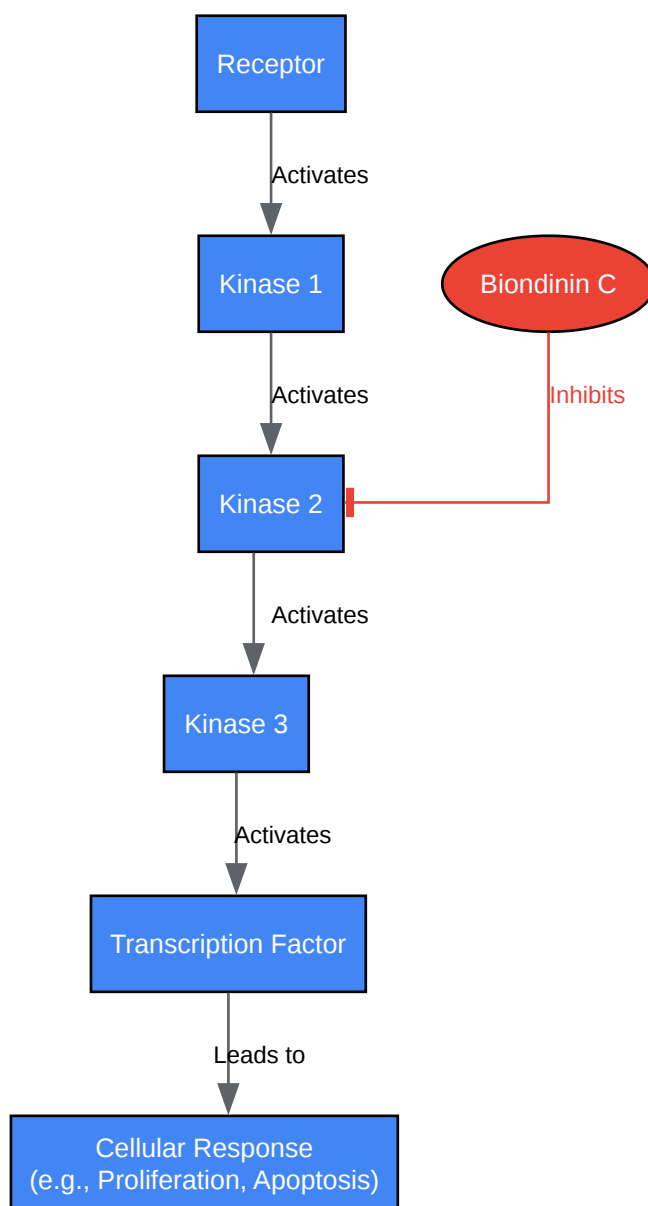 Receptor
Activates
Kinase 1
Biondinin C
Activates
Inhibits
Kinase 2
Activates
Kinase 3
Activates
Transcription Factor
Leads to
Cellular Response
(e.g., Proliferation, Apoptosis)